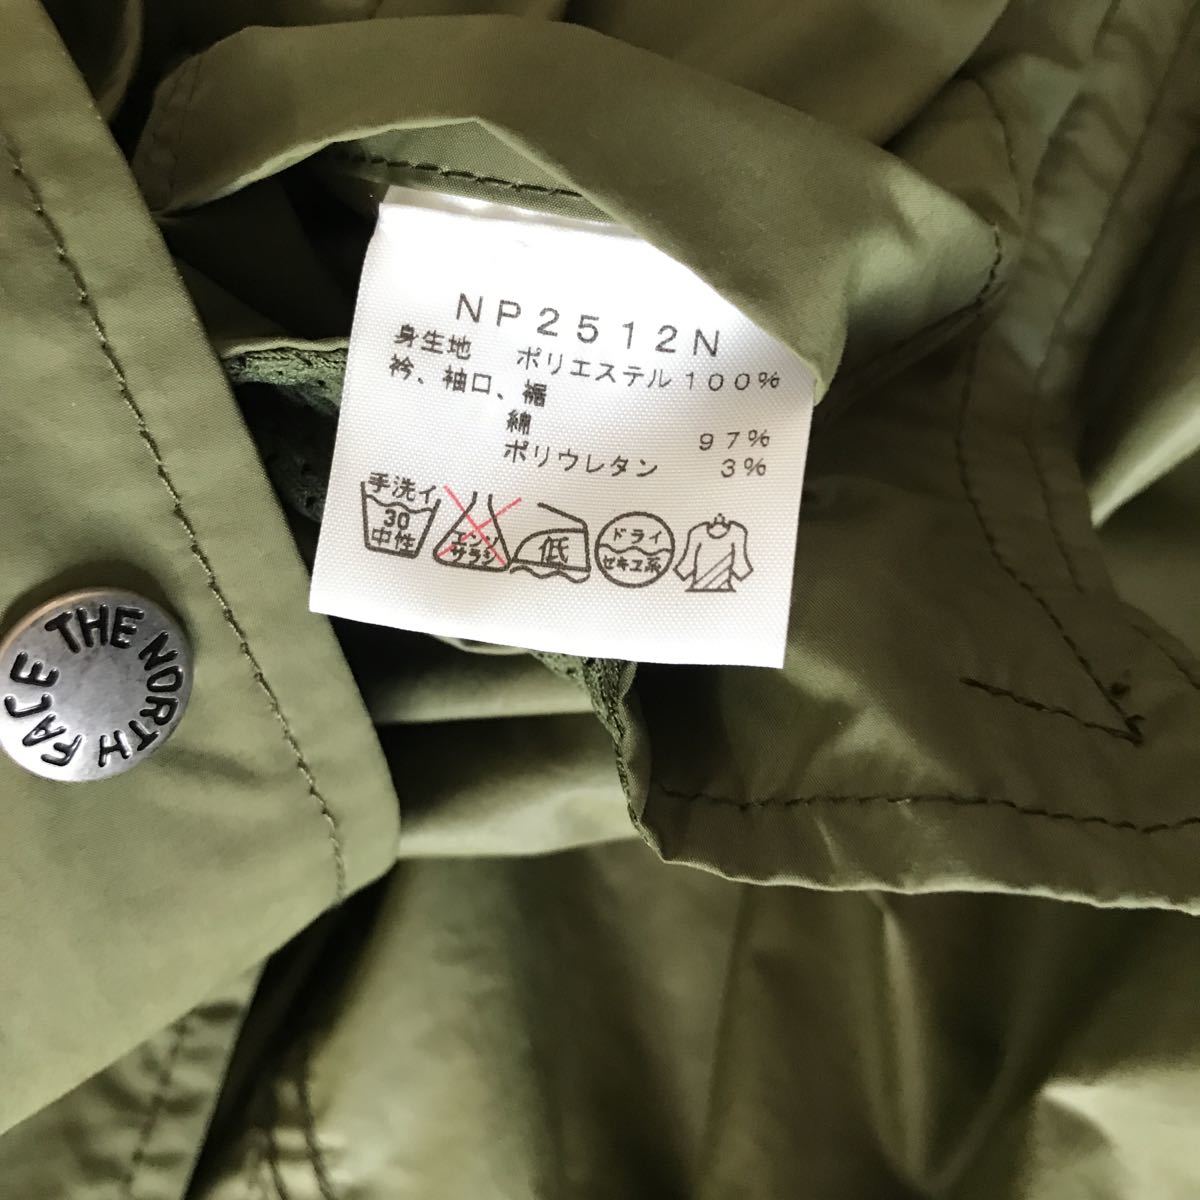 NP2512N
身生地 ポリエステル100%
衿、袖口、裾
綿 97%
ポリウレタン 3%
手洗イ
30
中性
エンソ
サラシ
低
ドライ
セキユ系
THE NORTH FACE